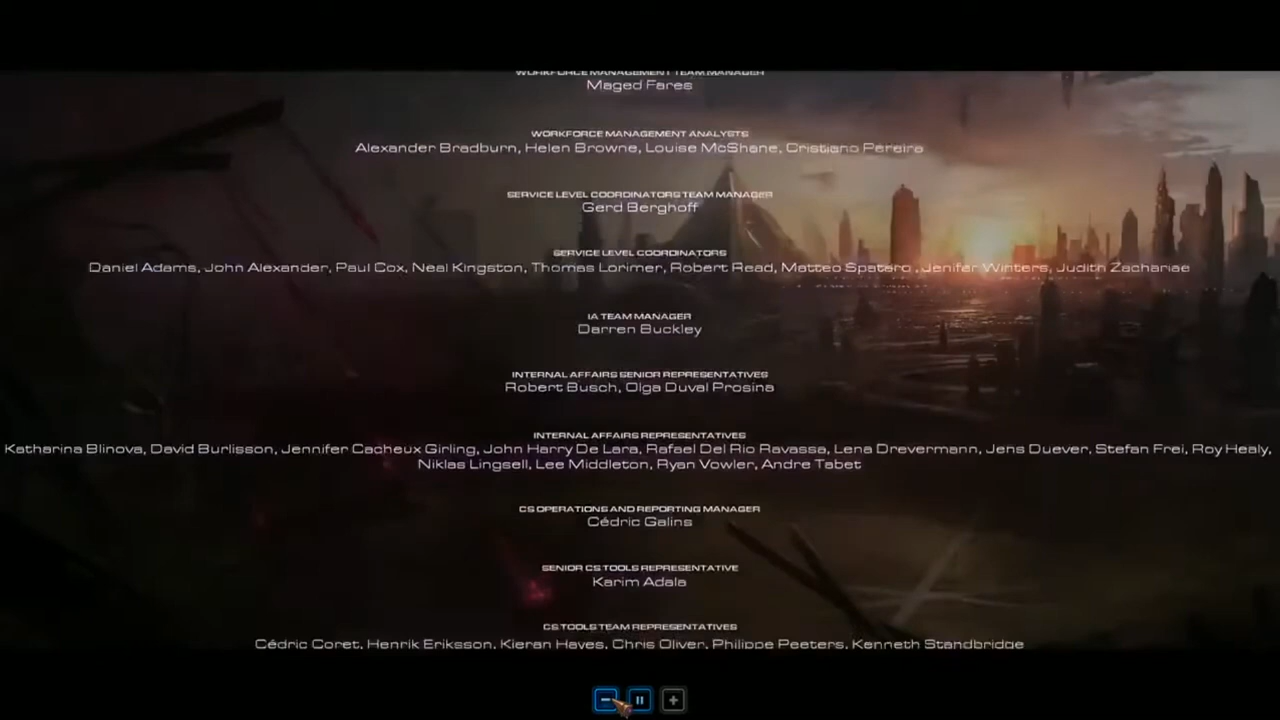 WORKFORCE MANAGEMENT TEAM MANAGER
Maged Fares
WORKFORCE MANAGEMENT ANALYSTS
Alexander Bradburn, Helen Browne, Louise McShane, Cristiano Pereira
SERVICE LEVEL COORDINATORS TEAM MANAGER
Gerd Berghoff
SERVICE LEVEL COORDINATORS
Daniel Adams, John Alexander, Paul Cox, Neal Kingston, Thomas Lorimer, Robert Read, Matteo Spataro , Jenifer Winters, Judith Zachariae
IA TEAM MANAGER
Darren Buckley
INTERNAL AFFAIRS SENIOR REPRESENTATIVES
Robert Busch, Olga Duval Prosina
INTERNAL AFFAIRS REPRESENTATIVES
Katharina Blinova, David Burlisson, Jennifer Cacheux Girling, John Harry De Lara, Rafael Del Rio Ravassa, Lena Drevermann, Jens Duever, Stefan Frei, Roy Healy,
Niklas Lingsell, Lee Middleton, Ryan Vowler, Andre Tabet
CS OPERATIONS AND REPORTING MANAGER
Cédric Galins
SENIOR CS TOOLS REPRESENTATIVE
Karim Adala
CS TOOLS TEAM REPRESENTATIVES
Cédric Coret, Henrik Eriksson, Kieran Hayes, Chris Oliver, Philippe Peeters, Kenneth Standbridge